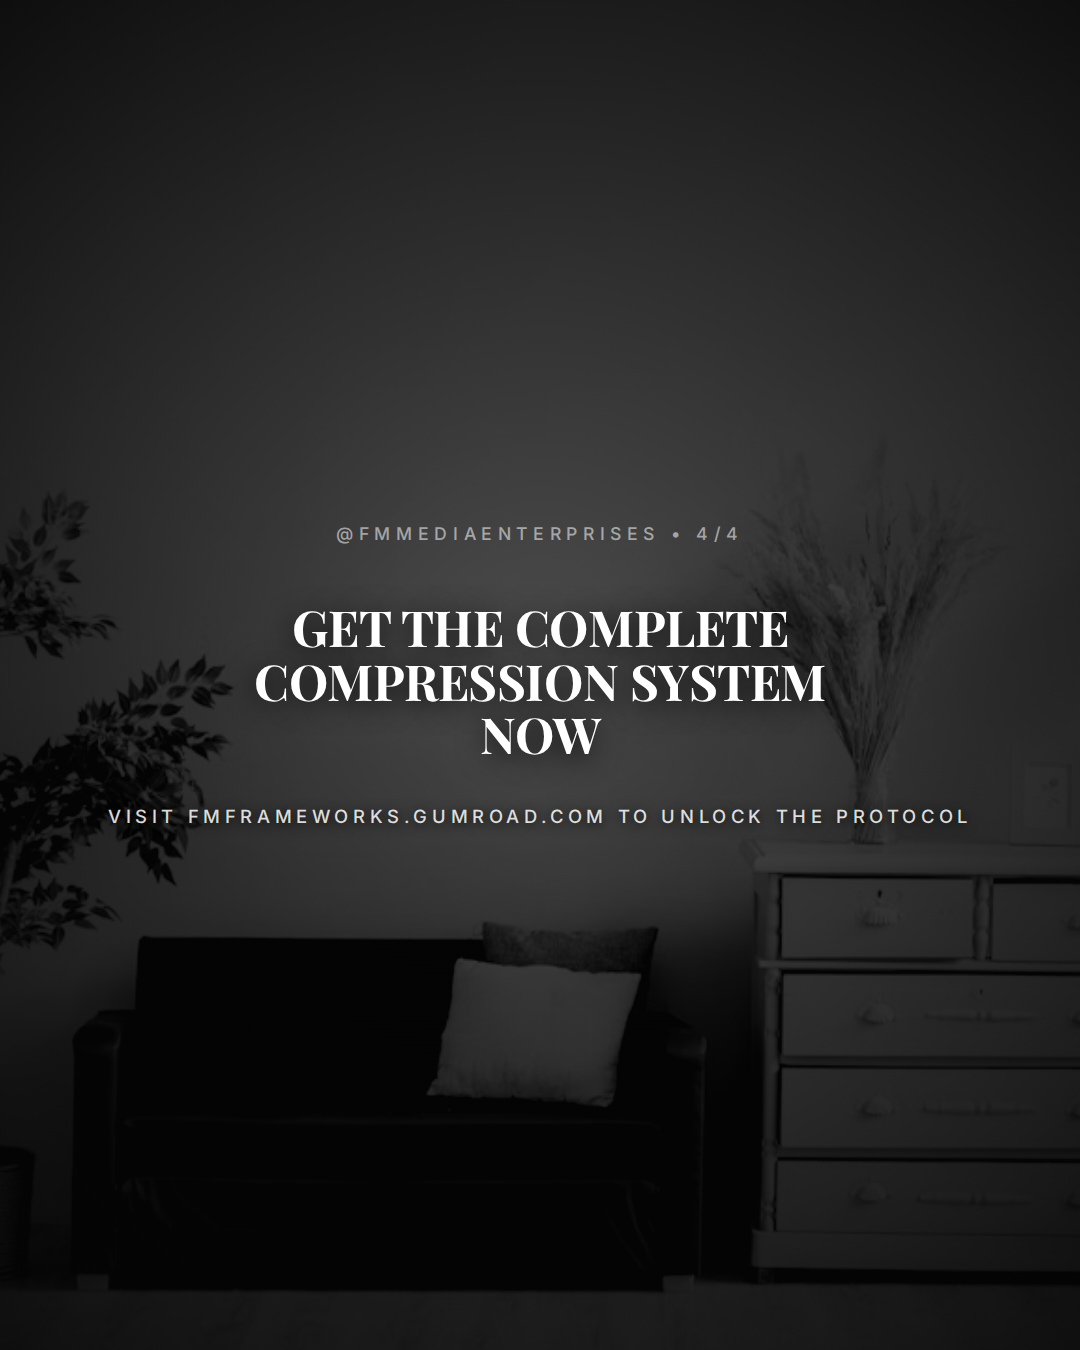 @FMMEDIAENTERPRISES • 4/4
GET THE COMPLETE
COMPRESSION SYSTEM
NOW
VISIT FMFRAMEWORKS.GUMROAD.COM TO UNLOCK THE PROTOCOL